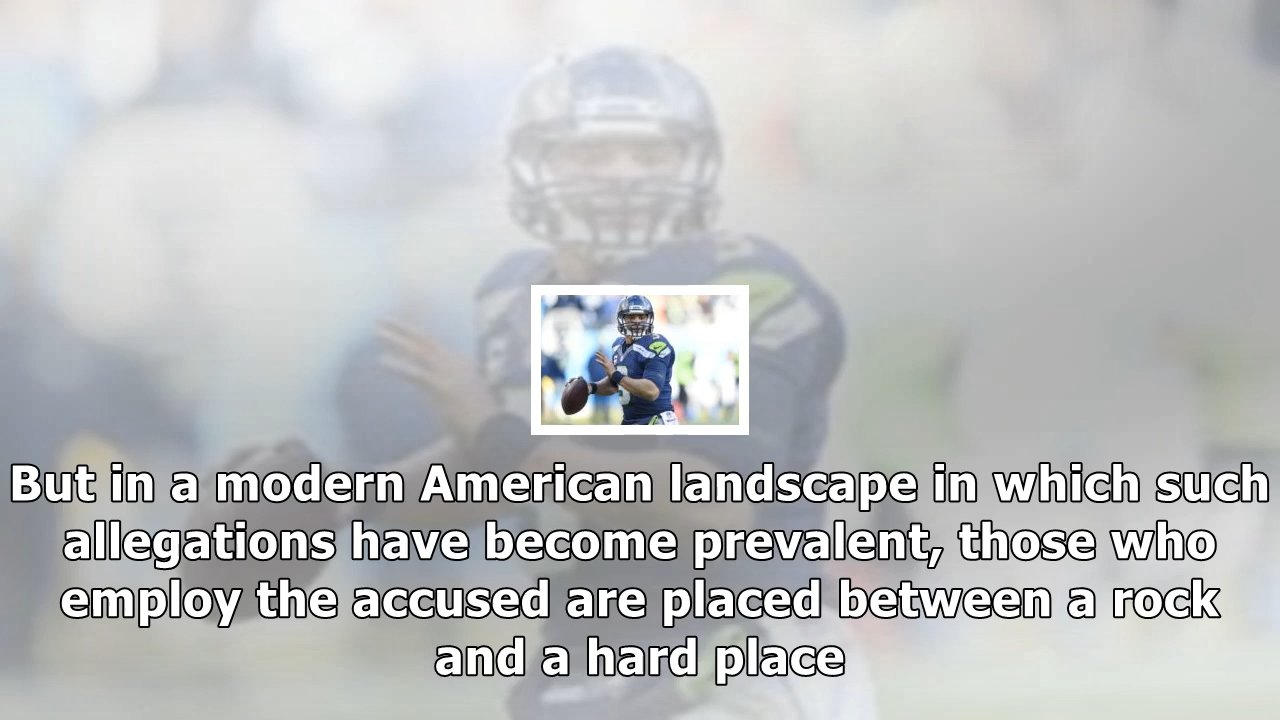 But in a modern American landscape in which such
allegations have become prevalent, those who
employ the accused are placed between a rock
and a hard place